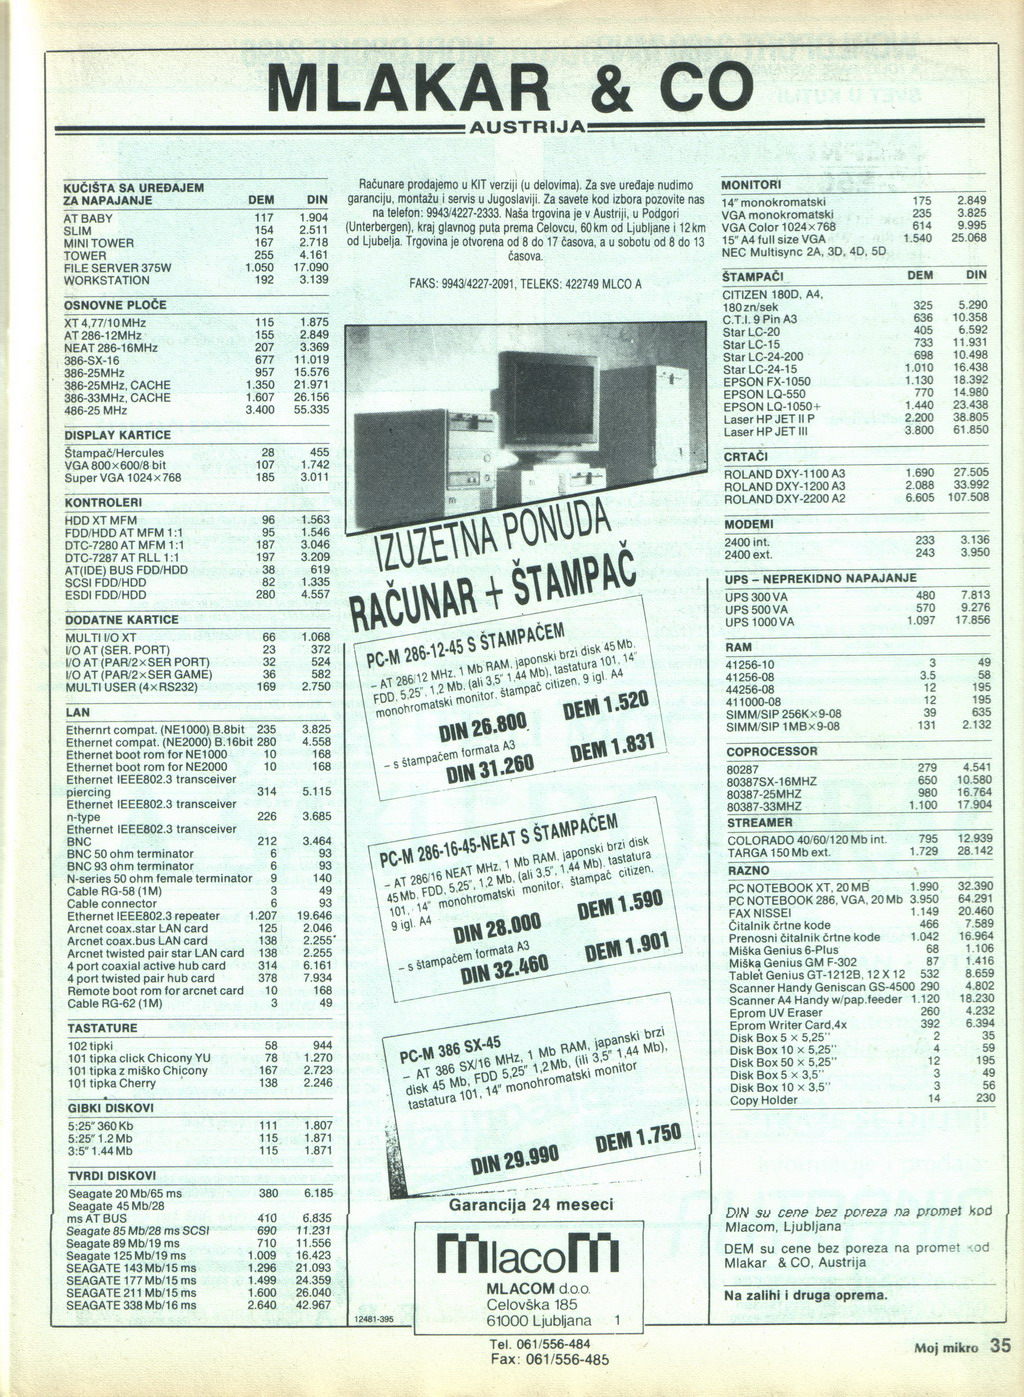 MLAKAR & CO
AUSTRIJA
KUĆIŠTA SA UREĐAJEM
ZA NAPAJANJE DEM DIN
AT BABY 117 1.904
SLIM 154 2.511
MINI TOWER 167 2.718
TOWER 255 4.161
FILE SERVER 375W 1.050 17.090
WORKSTATION 192 3.139
OSNOVNE PLOČE
XT 4,77/10 MHz 115 1.875
AT 286-12MHz 155 2.849
NEAT 286-16MHz 207 3.369
386-SX-16 677 11.019
386-25MHz 957 15.576
386-25MHz, CACHE 1.350 21.971
386-33MHz, CACHE 1.607 26.156
486-25 MHz 3.400 55.335
DISPLAY KARTICE
Štampač/Hercules 28 455
VGA 800×600/8 bit 107 1.742
Super VGA 1024×768 185 3.011
KONTROLERI
HDD XT MFM 96 1.563
FDD/HDD AT MFM 1:1 95 1.546
DTC-7280 AT MFM 1:1 187 3.046
DTC-7287 AT RLL 1:1 197 3.209
AT(IDE) BUS FDD/HDD 38 619
SCSI FDD/HDD 82 1.335
ESDI FDD/HDD 280 4.557
DODATNE KARTICE
MULTI I/O XT 66 1.068
I/O AT (SER. PORT) 23 372
I/O AT (PAR/2×SER PORT) 32 524
I/O AT (PAR/2×SER GAME) 36 582
MULTI USER (4×RS232) 169 2.750
LAN
Ethernrt compat. (NE1000) B.8bit 235 3.825
Ethernet compat. (NE2000) B.16bit 280 4.558
Ethernet boot rom for NE1000 10 168
Ethernet boot rom for NE2000 10 168
Ethernet IEEE802.3 transceiver
piercing 314 5.115
Ethernet IEEE802.3 transceiver
n-type 226 3.685
Ethernet IEEE802.3 transceiver
BNC 212 3.464
BNC 50 ohm terminator 6 93
BNC 93 ohm terminator 6 93
N-series 50 ohm female terminator 9 140
Cable RG-58 (1M) 3 49
Cable connector 6 93
Ethernet IEEE802.3 repeater 1.207 19.646
Arcnet coax.star LAN card 125 2.046
Arcnet coax.bus LAN card 138 2.255
Arcnet twisted pair star LAN card 138 2.255
4 port coaxial active hub card 314 6.161
4 port twisted pair hub card 378 7.934
Remote boot rom for arcnet card 10 168
Cable RG-62 (1M) 3 49
TASTATURE
102 tipki 58 944
101 tipka click Chicony YU 78 1.270
101 tipka z miško Chicony 167 2.723
101 tipka Cherry 138 2.246
GIBKI DISKOVI
5:25" 360 Kb 111 1.807
5:25" 1.2 Mb 115 1.871
3:5" 1.44 Mb 115 1.871
TVRDI DISKOVI
Seagate 20 Mb/65 ms 380 6.185
Seagate 45 Mb/28
ms AT BUS 410 6.835
Seagate 85 Mb/28 ms SCSI 690 11.231
Seagate 89 Mb/19 ms 710 11.556
Seagate 125 Mb/19 ms 1.009 16.423
SEAGATE 143 Mb/15 ms 1.296 21.093
SEAGATE 177 Mb/15 ms 1.499 24.359
SEAGATE 211 Mb/15 ms 1.600 26.040
SEAGATE 338 Mb/16 ms 2.640 42.967
Računare prodajemo u KIT verziji (u delovima). Za sve uređaje nudimo
garanciju, montažu i servis u Jugoslaviji. Za savete kod izbora pozovite nas
na telefon: 9943/4227-2333. Naša trgovina je v Austriji, u Podgori
(Unterbergen), kraj glavnog puta prema Celovcu, 60 km od Ljubljane i 12 km
od Ljubelja. Trgovina je otvorena od 8 do 17 časova, a u sobotu od 8 do 13
časova.
FAKS: 9943/4227-2091, TELEKS: 422749 MLCO A
IZUZETNA PONUDA
RAČUNAR + ŠTAMPAČ
PC-M 286-12-45 S ŠTAMPAČEM
– AT 286/12 MHz, 1 Mb RAM, japonski brzi disk 45 Mb,
FDD, 5,25", 1,2 Mb, (ali 3,5" 1,44 Mb), tastatura 101, 14"
monohromatski monitor, štampač citizen, 9 igl. A4
DIN 26.800 DEM 1.520
– s štampačem formata A3
DIN 31.260 DEM 1.831
PC-M 286-16-45-NEAT S ŠTAMPAČEM
– AT 286/16 NEAT MHz, 1 Mb RAM, japonski brzi disk
45 Mb, FDD, 5,25", 1,2 Mb, (ali 3,5", 1,44 Mb), tastatura
101, 14" monohromatski monitor, štampač citizen,
9 igl. A4
DIN 28.000 DEM 1.590
– s štampačem formata A3
DIN 32.460 DEM 1.901
PC-M 386 SX-45
– AT 386 SX/16 MHz, 1 Mb RAM, japanski brzi
disk 45 Mb, FDD 5,25" 1,2Mb, (ili 3,5" 1,44 Mb),
tastatura 101, 14" monohromatski monitor
DIN 29.990 DEM 1.750
Garancija 24 meseci
mlacom
MLACOM d.o.o.
Celovška 185
61000 Ljubljana 1
12481-395
Tel. 061/556-484
Fax: 061/556-485
MONITORI
14" monokromatski 175 2.849
VGA monokromatski 235 3.825
VGA Color 1024×768 614 9.995
15" A4 full size VGA 1.540 25.068
NEC Multisync 2A, 3D, 4D, 5D
ŠTAMPAČI DEM DIN
CITIZEN 180D, A4,
180 zn/sek 325 5.290
C.T.I. 9 Pin A3 636 10.358
Star LC-20 405 6.592
Star LC-15 733 11.931
Star LC-24-200 698 10.498
Star LC-24-15 1.010 16.438
EPSON FX-1050 1.130 18.392
EPSON LQ-550 770 14.980
EPSON LQ-1050+ 1.440 23.438
Laser HP JET II P 2.200 38.805
Laser HP JET III 3.800 61.850
CRTAČI
ROLAND DXY-1100 A3 1.690 27.505
ROLAND DXY-1200 A3 2.088 33.992
ROLAND DXY-2200 A2 6.605 107.508
MODEMI
2400 int. 233 3.136
2400 ext. 243 3.950
UPS – NEPREKIDNO NAPAJANJE
UPS 300 VA 480 7.813
UPS 500 VA 570 9.276
UPS 1000 VA 1.097 17.856
RAM
41256-10 3 49
41256-08 3.5 58
44256-08 12 195
411000-08 12 195
SIMM/SIP 256K×9-08 39 635
SIMM/SIP 1MB×9-08 131 2.132
COPROCESSOR
80287 279 4.541
80387SX-16MHZ 650 10.580
80387-25MHZ 980 16.764
80387-33MHZ 1.100 17.904
STREAMER
COLORADO 40/60/120 Mb int. 795 12.939
TARGA 150 Mb ext. 1.729 28.142
RAZNO
PC NOTEBOOK XT, 20 MB 1.990 32.390
PC NOTEBOOK 286, VGA, 20 Mb 3.950 64.291
FAX NISSEI 1.149 20.460
Čitalnik črtne kode 466 7.589
Prenosni čitalnik črtne kode 1.042 16.964
Miška Genius 6-Plus 68 1.106
Miška Genius GM F-302 87 1.416
Tablet Genius GT-1212B, 12 X 12 532 8.659
Scanner Handy Geniscan GS-4500 290 4.802
Scanner A4 Handy w/pap.feeder 1.120 18.230
Eprom UV Eraser 260 4.232
Eprom Writer Card,4x 392 6.394
Disk Box 5 × 5,25" 2 35
Disk Box 10 × 5,25" 4 59
Disk Box 50 × 5,25" 12 195
Disk Box 5 × 3,5" 3 49
Disk Box 10 × 3,5" 3 56
Copy Holder 14 230
DIN su cene bez poreza na promet kod
Mlacom, Ljubljana
DEM su cene bez poreza na promet kod
Mlakar & CO, Austrija
Na zalihi i druga oprema.
Moj mikro 35